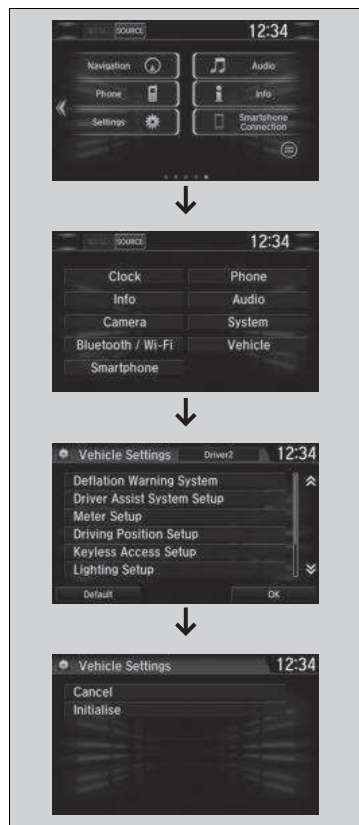 MENU SOURCE 12:34
Navigation Audio
Phone Info
Settings Smartphone
Connection
SOURCE 12:34
Clock Phone
Info Audio
Camera System
Bluetooth / Wi-Fi Vehicle
Smartphone
Vehicle Settings Driver2 12:34
Deflation Warning System
Driver Assist System Setup
Meter Setup
Driving Position Setup
Keyless Access Setup
Lighting Setup
Default OK
Vehicle Settings 12:34
Cancel
Initialise